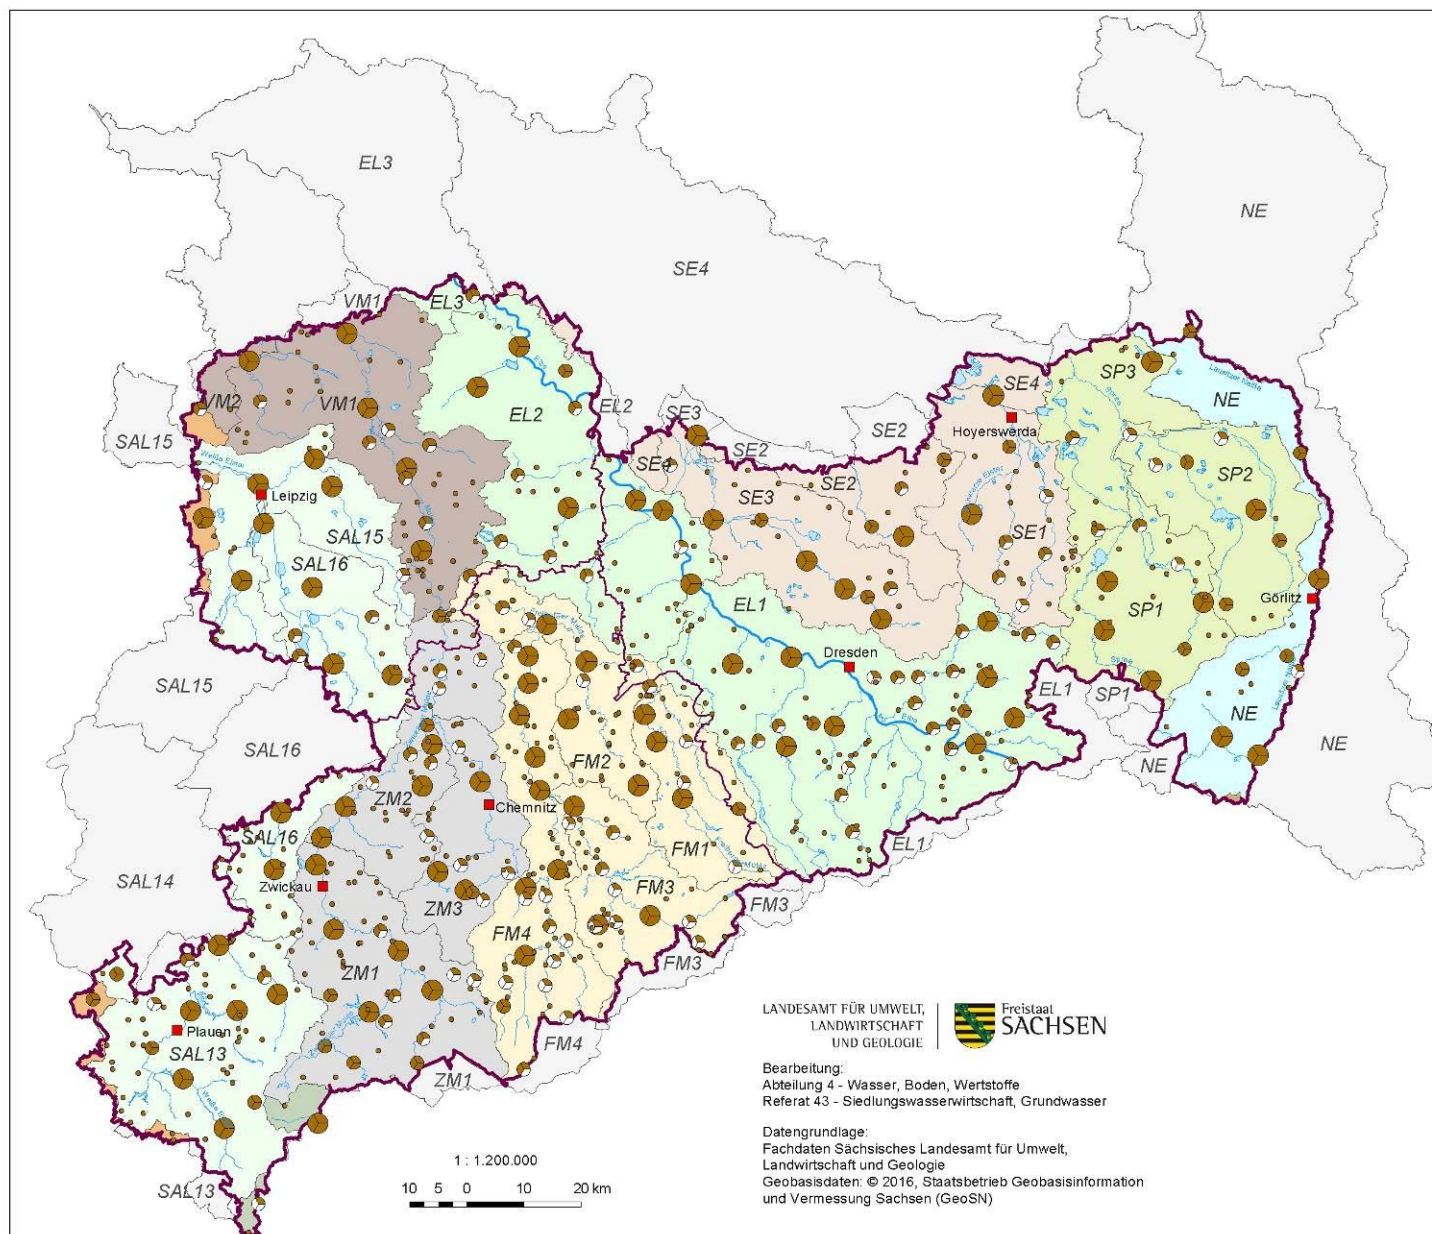 EL3
NE
SE4
VM1
EL3
SP3
SE4
NE
VM2
VM1
EL2
EL2
SE3
SE2
SE2
Hoyerswerda
SAL15
Weiße Elster
SE4
SE3
SE2
SP2
Leipzig
SAL15
SE1
SAL16
EL1
SP1
Görlitz
Dresden
SAL15
EL1
SP1
Elbe
NE
SAL16
NE
NE
FM2
ZM2
Chemnitz
SAL16
FM1
EL1
SAL14
Zwickau
FM3
ZM3
FM3
FM4
FM3
ZM1
Plauen
SAL13
FM4
ZM1
SAL13
LANDESAMT FÜR UMWELT,
LANDWIRTSCHAFT
UND GEOLOGIE
Freistaat
SACHSEN
Bearbeitung:
Abteilung 4 - Wasser, Boden, Wertstoffe
Referat 43 - Siedlungswasserwirtschaft, Grundwasser
Datengrundlage:
Fachdaten Sächsisches Landesamt für Umwelt,
Landwirtschaft und Geologie
Geobasisdaten: © 2016, Staatsbetrieb Geobasisinformation
und Vermessung Sachsen (GeoSN)
1 : 1.200.000
10 5 0 10 20 km